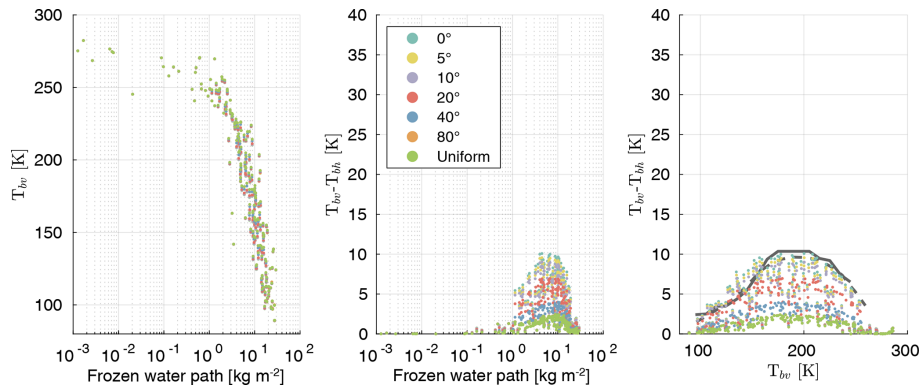 300
250
200
150
100
T_bv [K]
10^-3 10^-2 10^-1 10^0 10^1 10^2
Frozen water path [kg m^-2]
40
35
30
25
20
15
10
5
0
T_bv-T_bh [K]
0°
5°
10°
20°
40°
80°
Uniform
10^-3 10^-2 10^-1 10^0 10^1 10^2
Frozen water path [kg m^-2]
40
35
30
25
20
15
10
5
0
T_bv-T_bh [K]
100 200 300
T_bv [K]